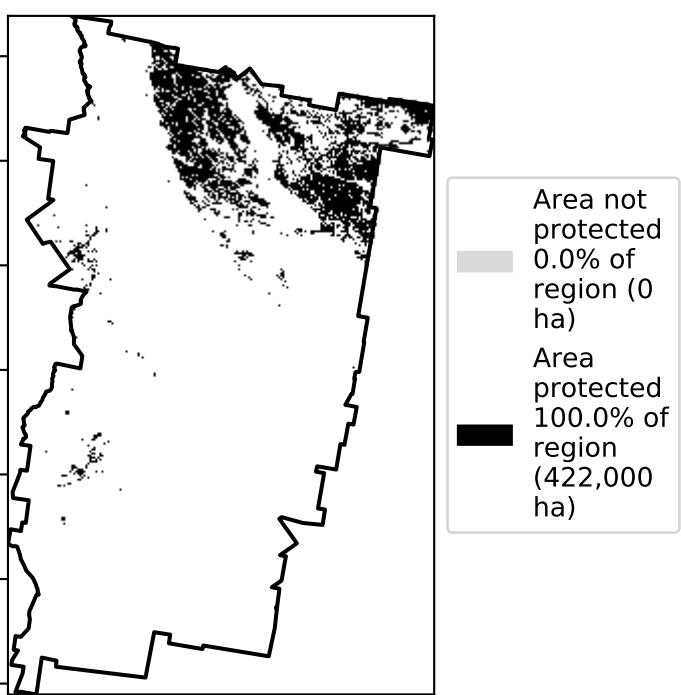 Area not
protected
0.0% of
region (0
ha)
Area
protected
100.0% of
region
(422,000
ha)